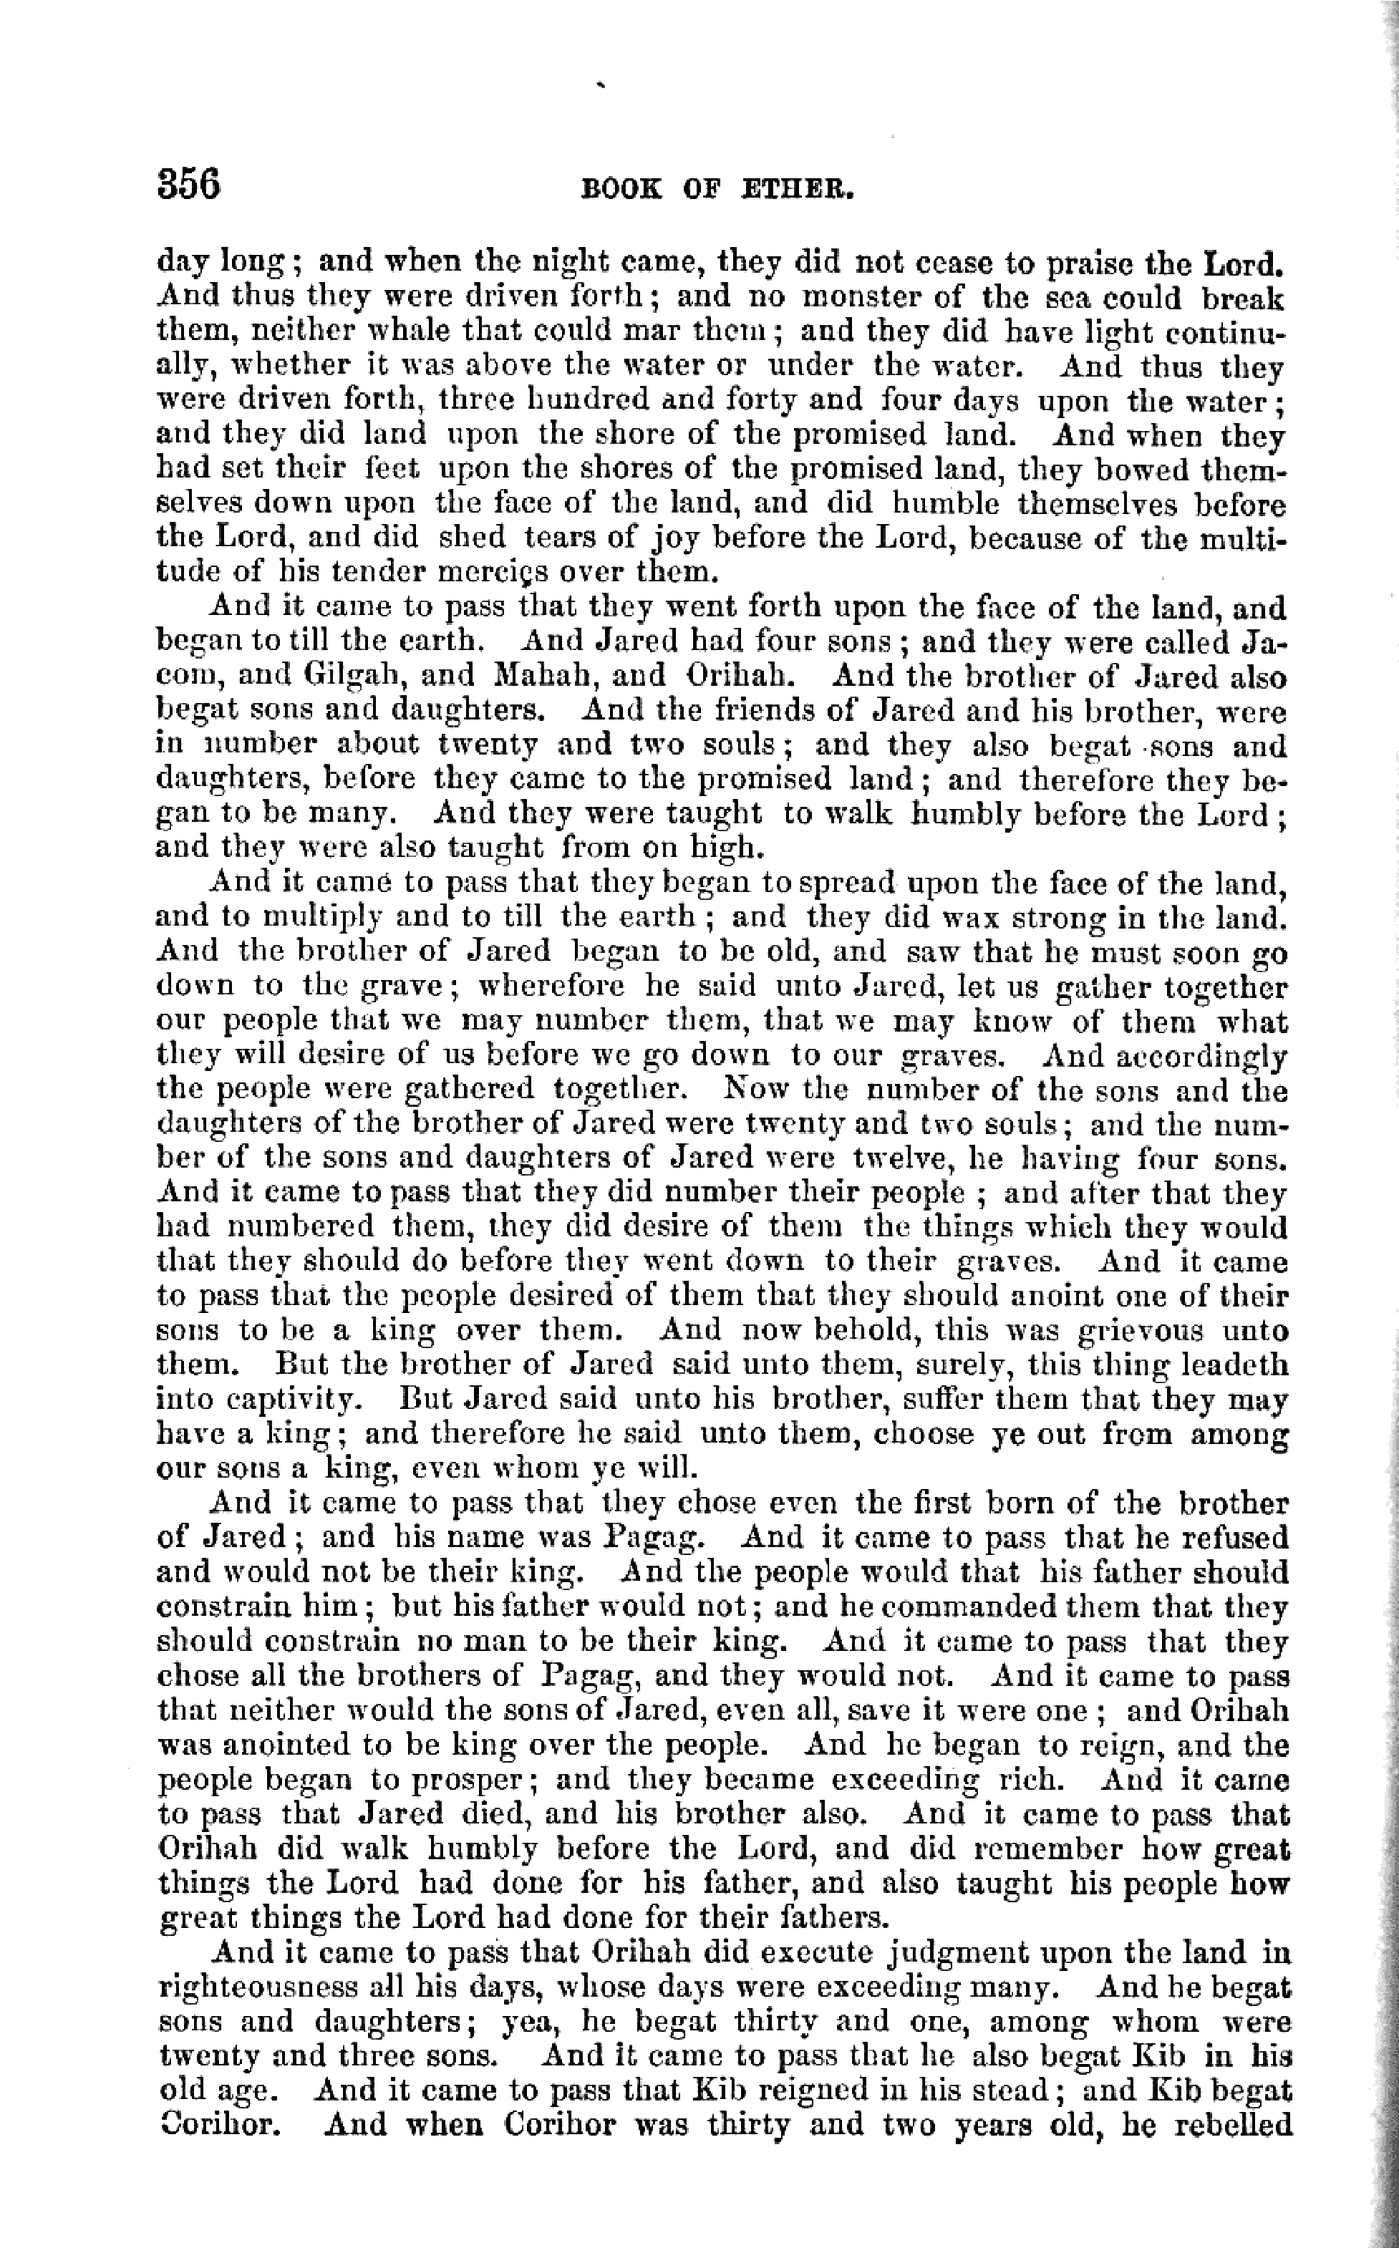 356 BOOK OF ETHER.
day long; and when the night came, they did not cease to praise the Lord.
And thus they were driven forth; and no monster of the sea could break
them, neither whale that could mar them; and they did have light continu-
ally, whether it was above the water or under the water. And thus they
were driven forth, three hundred and forty and four days upon the water;
and they did land upon the shore of the promised land. And when they
had set their feet upon the shores of the promised land, they bowed them-
selves down upon the face of the land, and did humble themselves before
the Lord, and did shed tears of joy before the Lord, because of the multi-
tude of his tender mercies over them.
And it came to pass that they went forth upon the face of the land, and
began to till the earth. And Jared had four sons; and they were called Ja-
com, and Gilgah, and Mahah, and Orihah. And the brother of Jared also
begat sons and daughters. And the friends of Jared and his brother, were
in number about twenty and two souls; and they also begat sons and
daughters, before they came to the promised land; and therefore they be-
gan to be many. And they were taught to walk humbly before the Lord;
and they were also taught from on high.
And it came to pass that they began to spread upon the face of the land,
and to multiply and to till the earth; and they did wax strong in the land.
And the brother of Jared began to be old, and saw that he must soon go
down to the grave; wherefore he said unto Jared, let us gather together
our people that we may number them, that we may know of them what
they will desire of us before we go down to our graves. And accordingly
the people were gathered together. Now the number of the sons and the
daughters of the brother of Jared were twenty and two souls; and the num-
ber of the sons and daughters of Jared were twelve, he having four sons.
And it came to pass that they did number their people; and after that they
had numbered them, they did desire of them the things which they would
that they should do before they went down to their graves. And it came
to pass that the people desired of them that they should anoint one of their
sons to be a king over them. And now behold, this was grievous unto
them. But the brother of Jared said unto them, surely, this thing leadeth
into captivity. But Jared said unto his brother, suffer them that they may
have a king; and therefore he said unto them, choose ye out from among
our sons a king, even whom ye will.
And it came to pass that they chose even the first born of the brother
of Jared; and his name was Pagag. And it came to pass that he refused
and would not be their king. And the people would that his father should
constrain him; but his father would not; and he commanded them that they
should constrain no man to be their king. And it came to pass that they
chose all the brothers of Pagag, and they would not. And it came to pass
that neither would the sons of Jared, even all, save it were one; and Orihah
was anointed to be king over the people. And he began to reign, and the
people began to prosper; and they became exceeding rich. And it came
to pass that Jared died, and his brother also. And it came to pass that
Orihah did walk humbly before the Lord, and did remember how great
things the Lord had done for his father, and also taught his people how
great things the Lord had done for their fathers.
And it came to pass that Orihah did execute judgment upon the land in
righteousness all his days, whose days were exceeding many. And he begat
sons and daughters; yea, he begat thirty and one, among whom were
twenty and three sons. And it came to pass that he also begat Kib in his
old age. And it came to pass that Kib reigned in his stead; and Kib begat
Corihor. And when Corihor was thirty and two years old, he rebelled